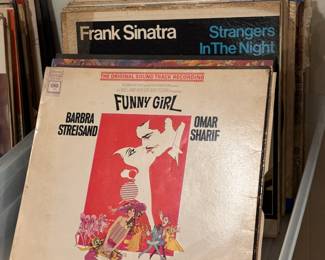 Frank Sinatra
Strangers
In The Night
THE ORIGINAL SOUND TRACK RECORDING
FUNNY GIRL
BARBRA
STREISAND
OMAR
SHARIF